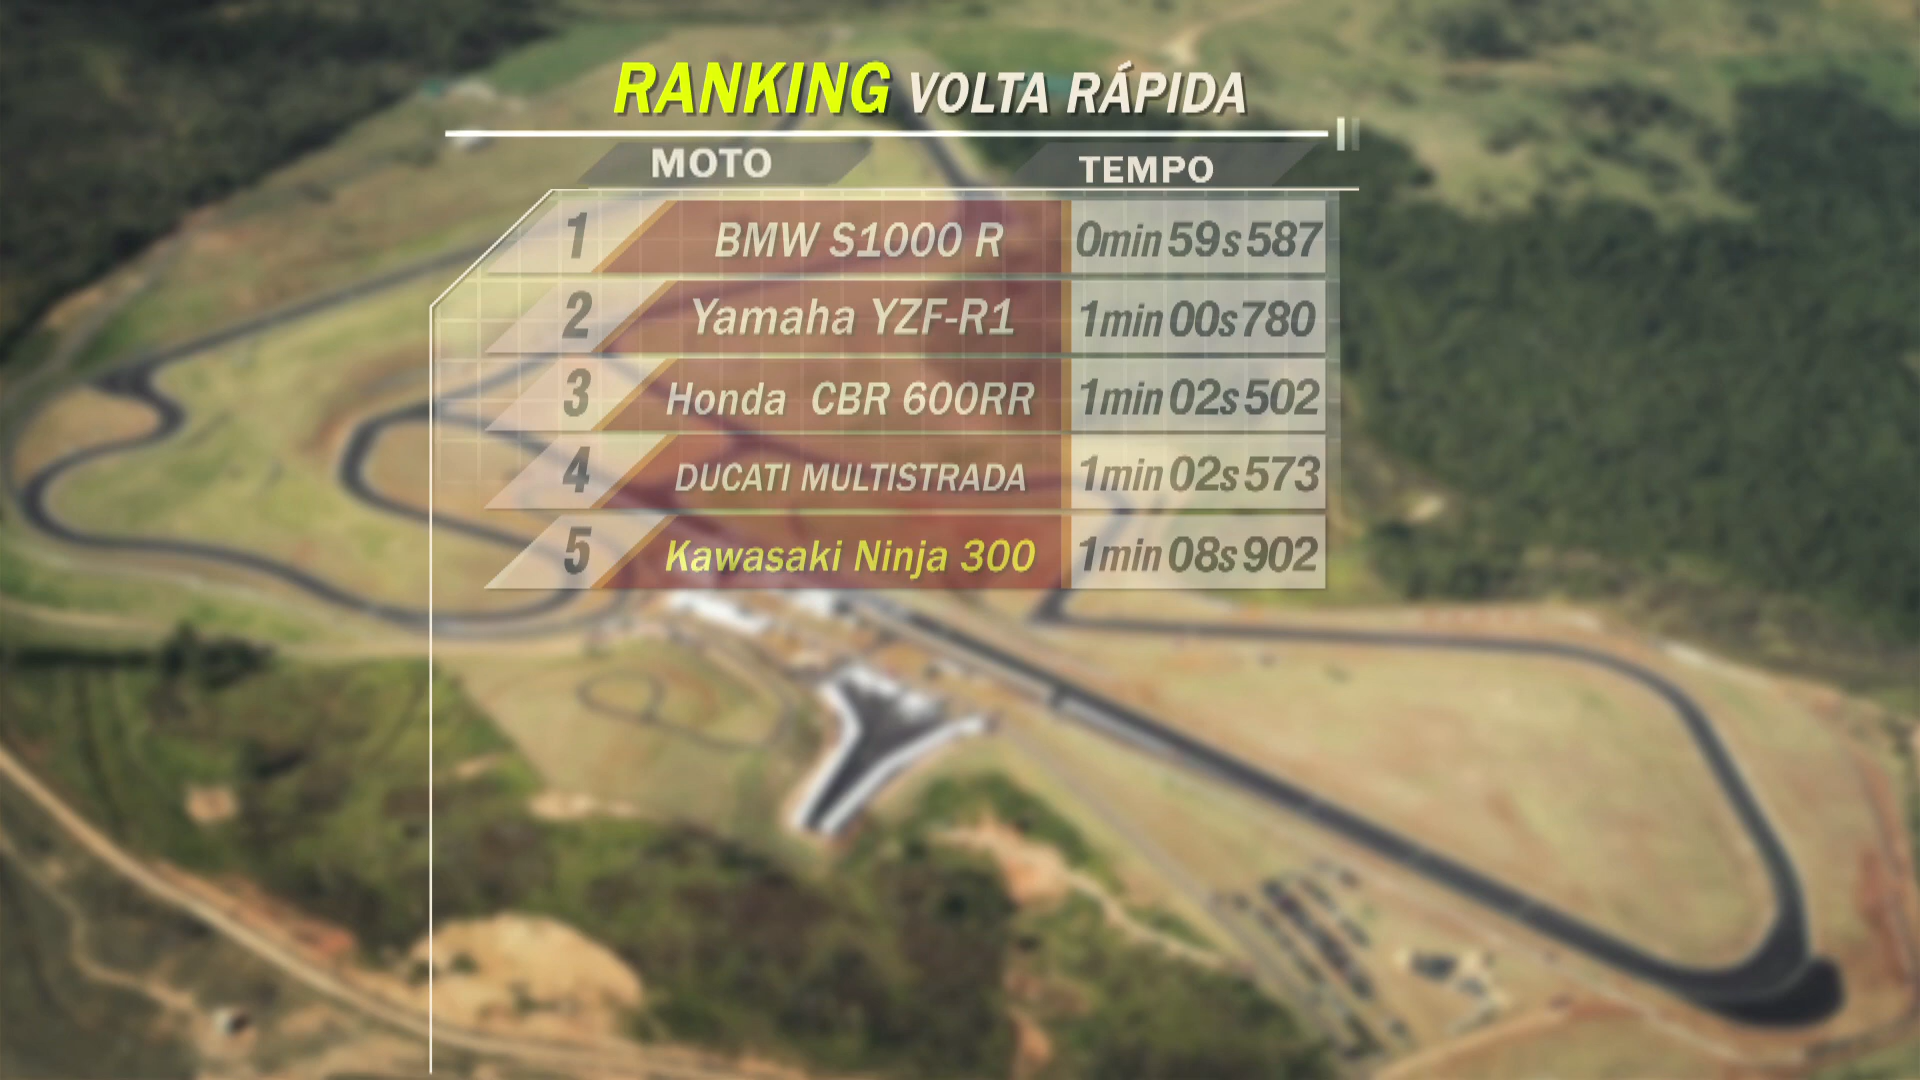 RANKING VOLTA RÁPIDA
MOTO TEMPO
1 BMW S1000 R 0min 59s 587
2 Yamaha YZF-R1 1min 00s 780
3 Honda CBR 600RR 1min 02s 502
4 DUCATI MULTISTRADA 1min 02s 573
5 Kawasaki Ninja 300 1min 08s 902